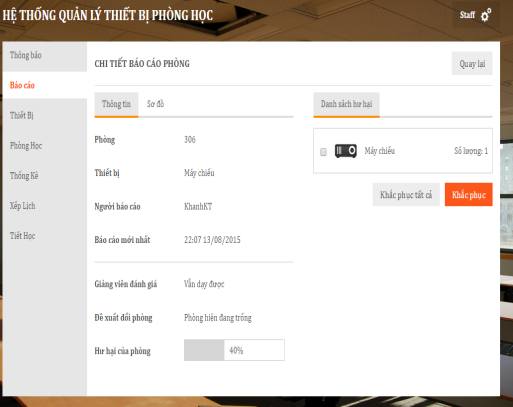 HỆ THỐNG QUẢN LÝ THIẾT BỊ PHÒNG HỌC
Staff
Thông báo
Báo cáo
Thiết Bị
Phòng Học
Thống Kê
Xếp Lịch
Tiết Học
CHI TIẾT BÁO CÁO PHÒNG
Quay lại
Thông tin
Sơ đồ
Phòng 306
Thiết bị Máy chiếu
Người báo cáo KhanhKT
Báo cáo mới nhất 22:07 13/08/2015
Giảng viên đánh giá Vẫn dạy được
Đề xuất đổi phòng Phòng hiện đang trống
Hư hại của phòng 40%
Danh sách hư hại
Máy chiếu Số lượng: 1
Khắc phục tất cả
Khắc phục